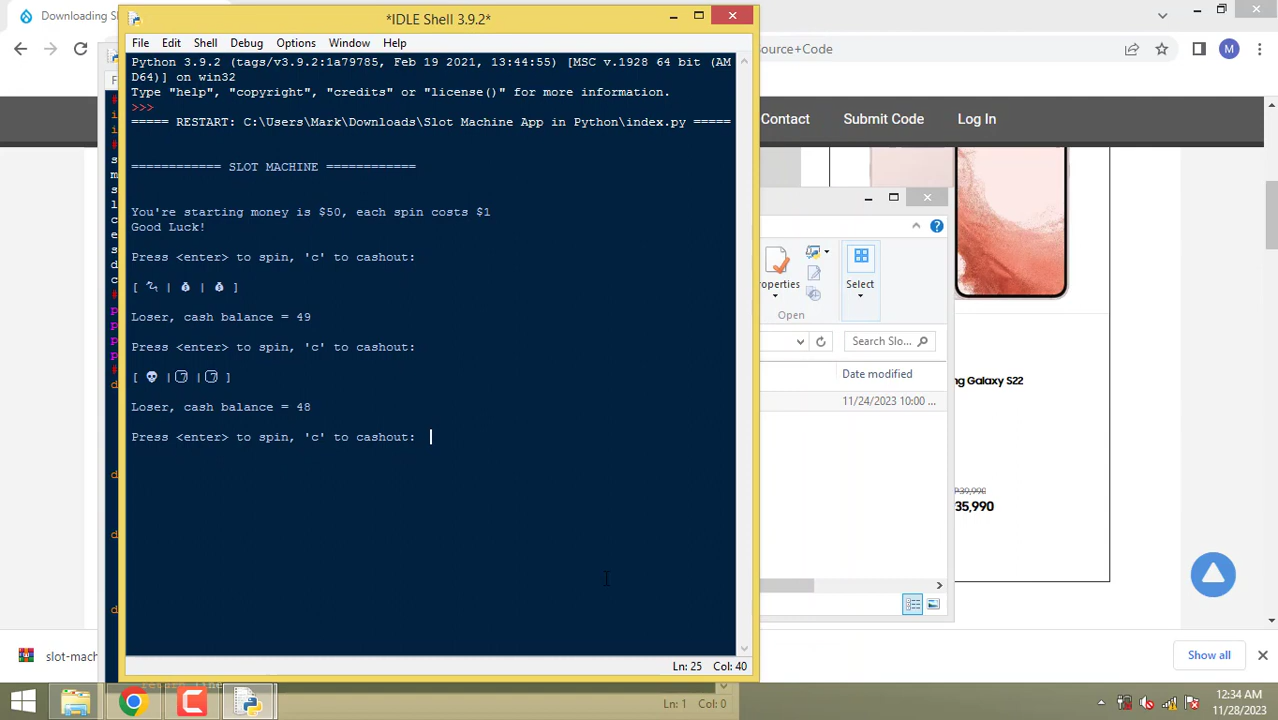 Downloading Sl
*IDLE Shell 3.9.2*
File Edit Shell Debug Options Window Help
Source+Code
M
Python 3.9.2 (tags/v3.9.2:1a79785, Feb 19 2021, 13:44:55) [MSC v.1928 64 bit (AM
D64)] on win32
Type "help", "copyright", "credits" or "license()" for more information.
>>>
===== RESTART: C:\Users\Mark\Downloads\Slot Machine App in Python\index.py =====
============ SLOT MACHINE ============
You're starting money is $50, each spin costs $1
Good Luck!
Press <enter> to spin, 'c' to cashout:
[ 🐍 | 💰 | 💰 ]
Loser, cash balance = 49
Press <enter> to spin, 'c' to cashout:
[ 💀 | | ]
Loser, cash balance = 48
Press <enter> to spin, 'c' to cashout:
Ln: 25 Col: 40
Contact Submit Code Log In
roperties
Select
Open
Search Slo...
Date modified
11/24/2023 10:00 ...
ng Galaxy S22
₱39,990
35,990
slot-mach
Show all
Ln: 1 Col: 0
12:34 AM
11/28/2023